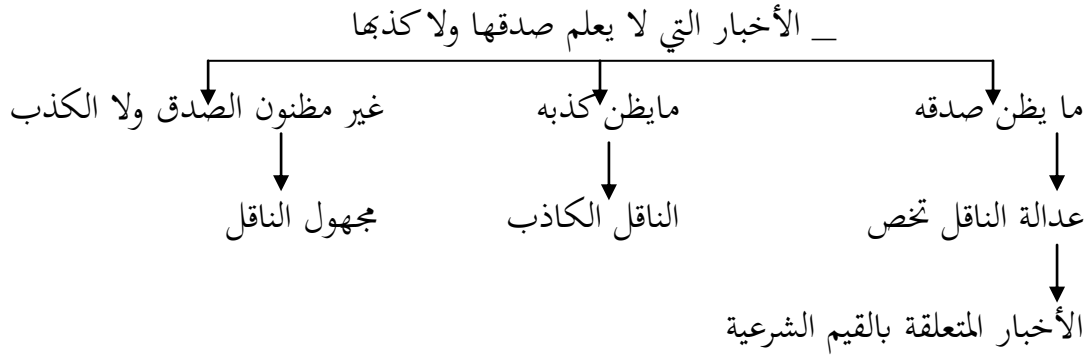 _ الأخبار التي لا يعلم صدقها ولا كذبها
ما يظن صدقه مايظن كذبه غير مظنون الصدق ولا الكذب
عدالة الناقل تخص الناقل الكاذب مجهول الناقل
الأخبار المتعلقة بالقيم الشرعية